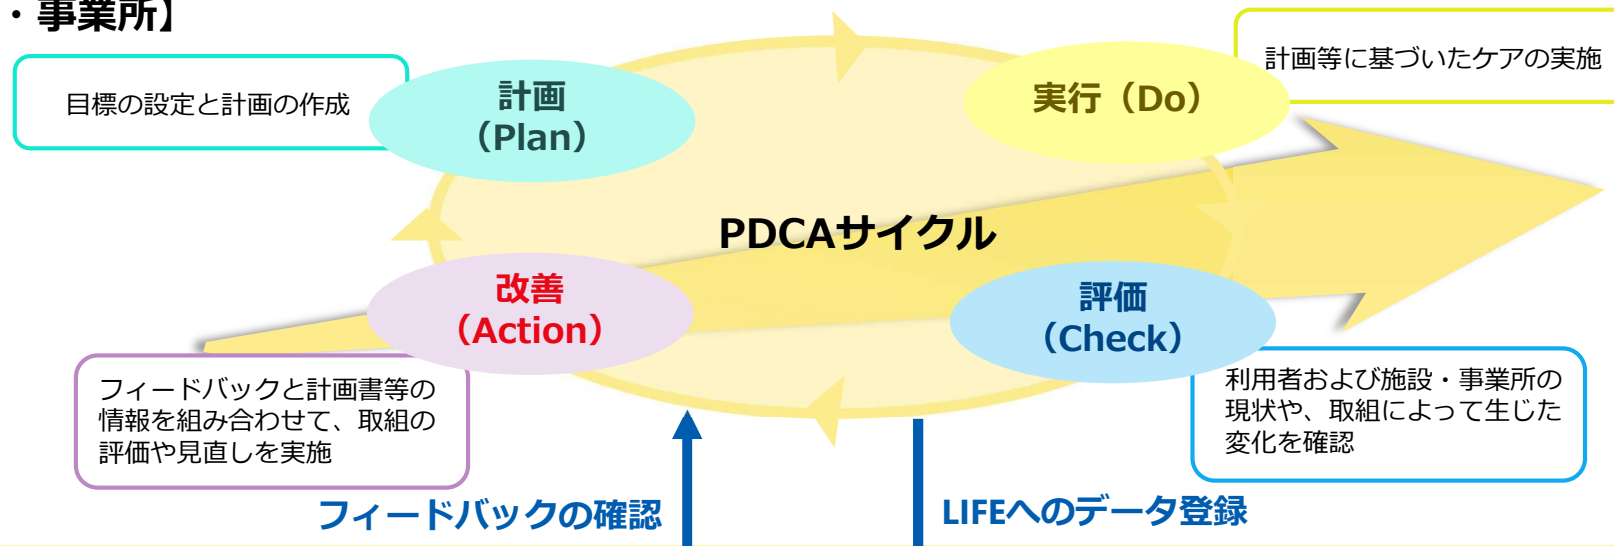 ・事業所】
目標の設定と計画の作成
計画
（Plan）
実行（Do）
計画等に基づいたケアの実施
PDCAサイクル
改善
（Action）
評価
（Check）
フィードバックと計画書等の
情報を組み合わせて、取組の
評価や見直しを実施
利用者および施設・事業所の
現状や、取組によって生じた
変化を確認
フィードバックの確認
LIFEへのデータ登録